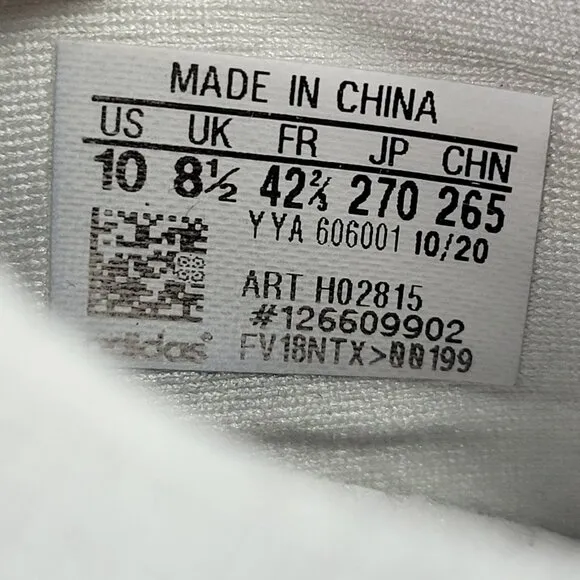 MADE IN CHINA
US UK FR JP CHN
10 8½ 42⅔ 270 265
YYA 606001 10/20
ART H02815
#126609902
FV18NTX>00199
adidas